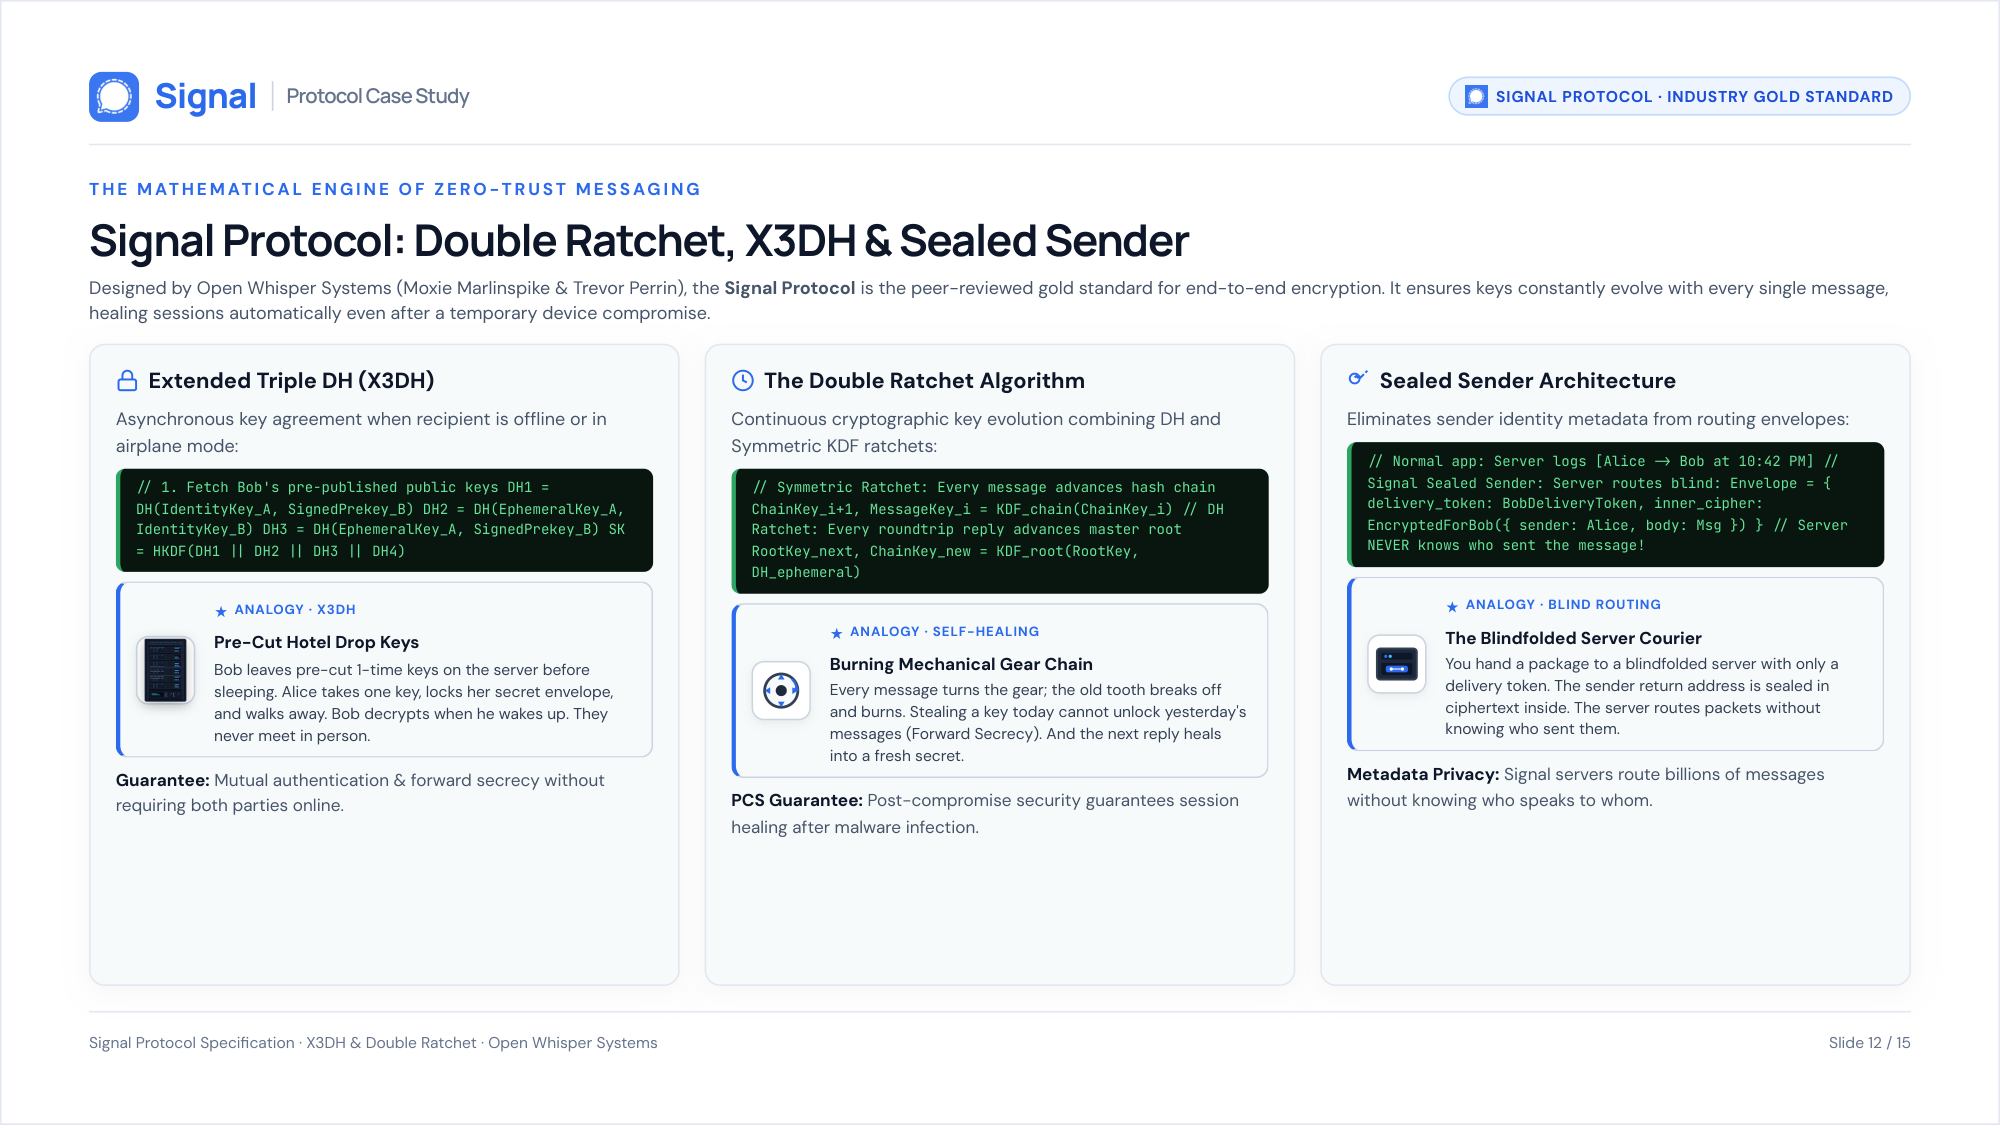 Signal
Protocol Case Study
SIGNAL PROTOCOL · INDUSTRY GOLD STANDARD
THE MATHEMATICAL ENGINE OF ZERO-TRUST MESSAGING
Signal Protocol: Double Ratchet, X3DH & Sealed Sender
Designed by Open Whisper Systems (Moxie Marlinspike & Trevor Perrin), the Signal Protocol is the peer-reviewed gold standard for end-to-end encryption. It ensures keys constantly evolve with every single message,
healing sessions automatically even after a temporary device compromise.
Extended Triple DH (X3DH)
Asynchronous key agreement when recipient is offline or in
airplane mode:
// 1. Fetch Bob's pre-published public keys DH1 =
DH(IdentityKey_A, SignedPrekey_B) DH2 = DH(EphemeralKey_A,
IdentityKey_B) DH3 = DH(EphemeralKey_A, SignedPrekey_B) SK
= HKDF(DH1 || DH2 || DH3 || DH4)
★ ANALOGY · X3DH
Pre-Cut Hotel Drop Keys
Bob leaves pre-cut 1-time keys on the server before
sleeping. Alice takes one key, locks her secret envelope,
and walks away. Bob decrypts when he wakes up. They
never meet in person.
Guarantee: Mutual authentication & forward secrecy without
requiring both parties online.
The Double Ratchet Algorithm
Continuous cryptographic key evolution combining DH and
Symmetric KDF ratchets:
// Symmetric Ratchet: Every message advances hash chain
ChainKey_i+1, MessageKey_i = KDF_chain(ChainKey_i) // DH
Ratchet: Every roundtrip reply advances master root
RootKey_next, ChainKey_new = KDF_root(RootKey,
DH_ephemeral)
★ ANALOGY · SELF-HEALING
Burning Mechanical Gear Chain
Every message turns the gear; the old tooth breaks off
and burns. Stealing a key today cannot unlock yesterday's
messages (Forward Secrecy). And the next reply heals
into a fresh secret.
PCS Guarantee: Post-compromise security guarantees session
healing after malware infection.
Sealed Sender Architecture
Eliminates sender identity metadata from routing envelopes:
// Normal app: Server logs [Alice -> Bob at 10:42 PM] //
Signal Sealed Sender: Server routes blind: Envelope = {
delivery_token: BobDeliveryToken, inner_cipher:
EncryptedForBob({ sender: Alice, body: Msg }) } // Server
NEVER knows who sent the message!
★ ANALOGY · BLIND ROUTING
The Blindfolded Server Courier
You hand a package to a blindfolded server with only a
delivery token. The sender return address is sealed in
ciphertext inside. The server routes packets without
knowing who sent them.
Metadata Privacy: Signal servers route billions of messages
without knowing who speaks to whom.
Signal Protocol Specification · X3DH & Double Ratchet · Open Whisper Systems
Slide 12 / 15